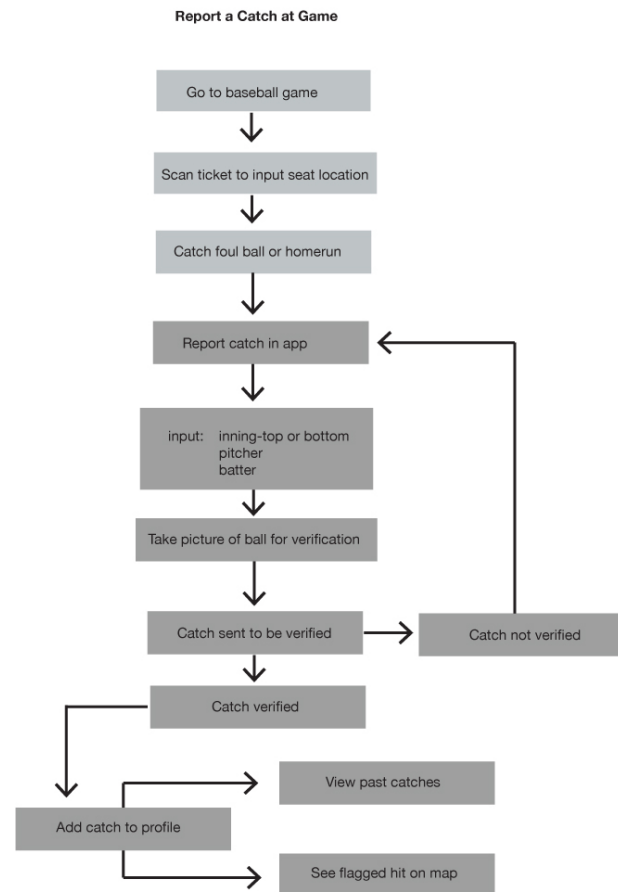 Report a Catch at Game
Go to baseball game
Scan ticket to input seat location
Catch foul ball or homerun
Report catch in app
input: inning-top or bottom
pitcher
batter
Take picture of ball for verification
Catch sent to be verified
Catch not verified
Catch verified
View past catches
Add catch to profile
See flagged hit on map